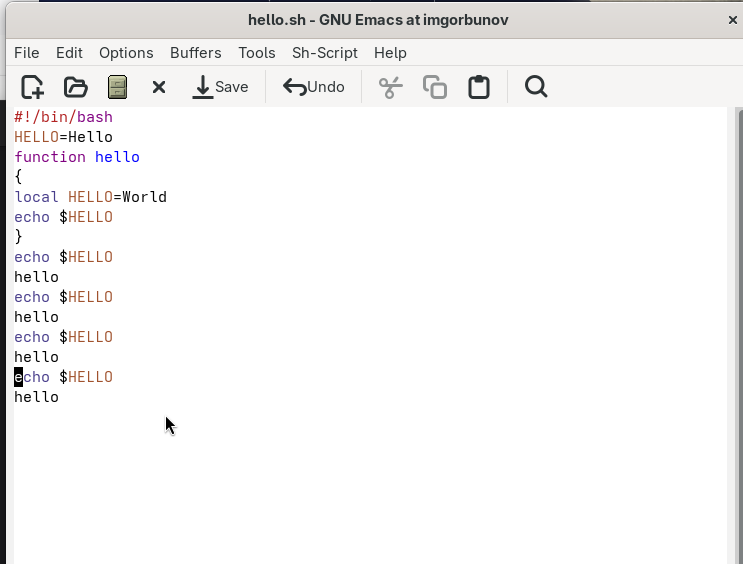 hello.sh - GNU Emacs at imgorbunov
File Edit Options Buffers Tools Sh-Script Help
Save Undo
#!/bin/bash
HELLO=Hello
function hello
{
local HELLO=World
echo $HELLO
}
echo $HELLO
hello
echo $HELLO
hello
echo $HELLO
hello
echo $HELLO
hello